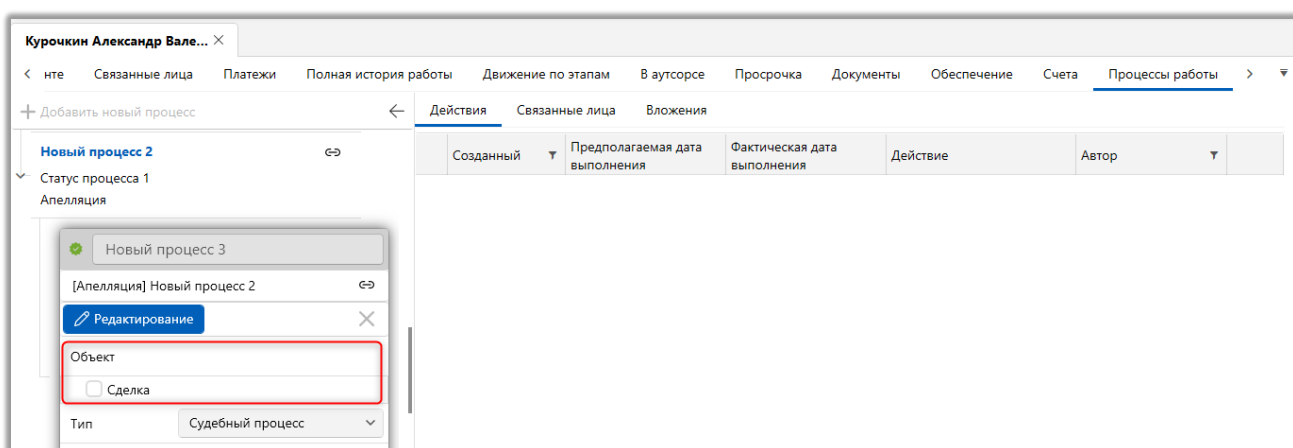 Курочкин Александр Вале...
нте Связанные лица Платежи Полная история работы Движение по этапам В аутсорсе Просрочка Документы Обеспечение Счета Процессы работы
Добавить новый процесс
Действия Связанные лица Вложения
Новый процесс 2
Статус процесса 1
Апелляция
Созданный Предполагаемая дата выполнения Фактическая дата выполнения Действие Автор
Новый процесс 3
[Апелляция] Новый процесс 2
Редактирование
Объект
Сделка
Тип Судебный процесс